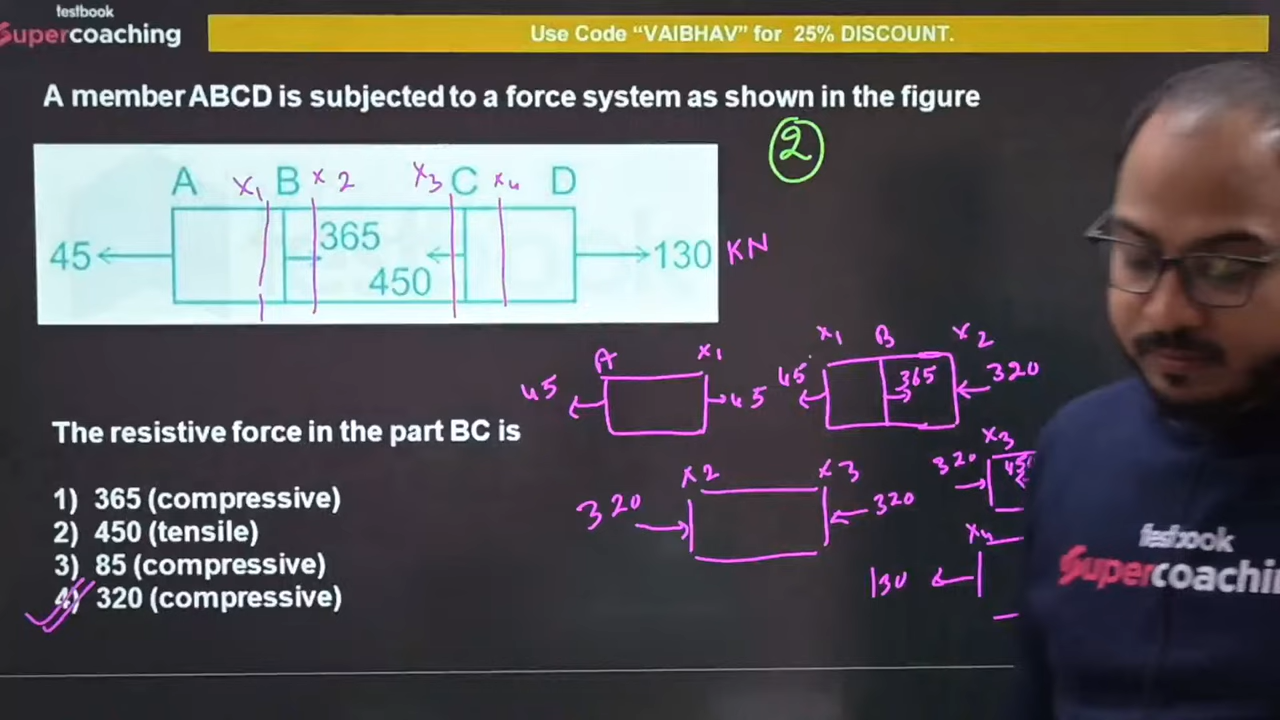 testbook
Supercoaching
Use Code “VAIBHAV” for 25% DISCOUNT.
A member ABCD is subjected to a force system as shown in the figure
2
A x1 B x2 x3 C x4 D
45 365 450 130 KN
A x1
45 45
x1 B x2
45 365 320
The resistive force in the part BC is
x2 x3
320 320
x3
320
x4
130
1) 365 (compressive)
2) 450 (tensile)
3) 85 (compressive)
4) 320 (compressive)
testbook
Supercoachi